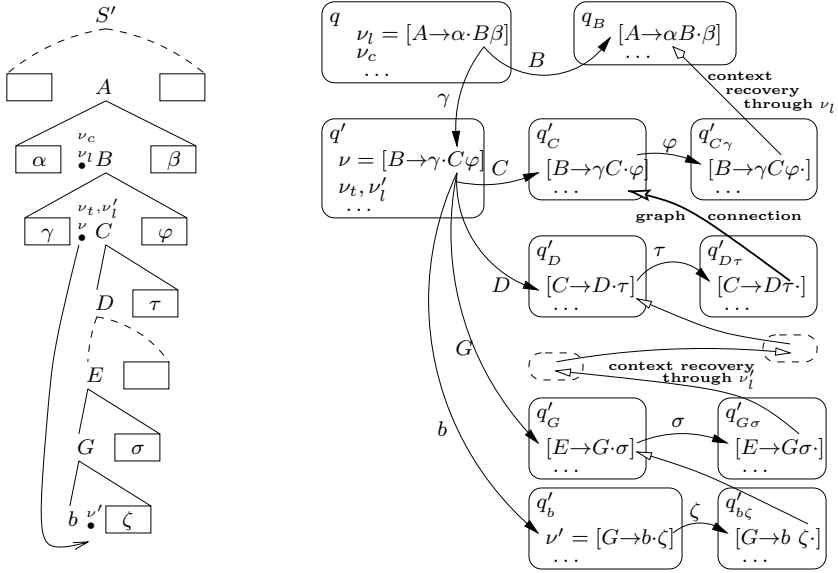 S′
A
ν_c
α ν_l • B β
ν_t, ν′_l
γ ν • C φ
D τ
E
G σ
b • ν′ ζ
q
ν_l = [A→α·Bβ]
ν_c
...
B
q_B
[A→αB·β]
...
context
recovery
through ν_l
γ
q′
ν = [B→γ·Cφ]
ν_t, ν′_l
...
C
q′_C
[B→γC·φ]
...
φ
q′_Cγ
[B→γCφ·]
...
graph connection
D
q′_D
[C→D·τ]
...
τ
q′_Dτ
[C→Dτ·]
...
context recovery
through ν′_l
G
q′_G
[E→G·σ]
...
σ
q′_Gσ
[E→Gσ·]
...
b
q′_b
ν′ = [G→b·ζ]
...
ζ
q′_bζ
[G→b ζ·]
...